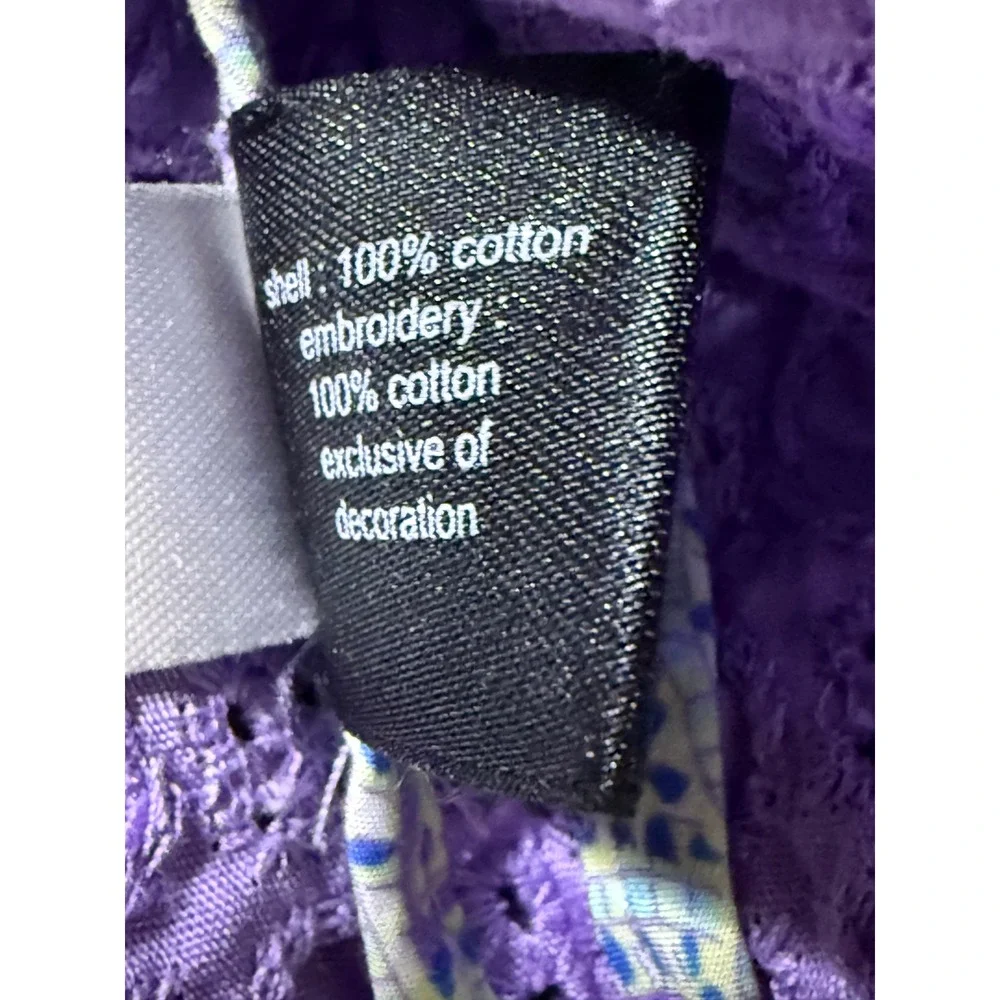 shell : 100% cotton
embroidery :
100% cotton
exclusive of
decoration